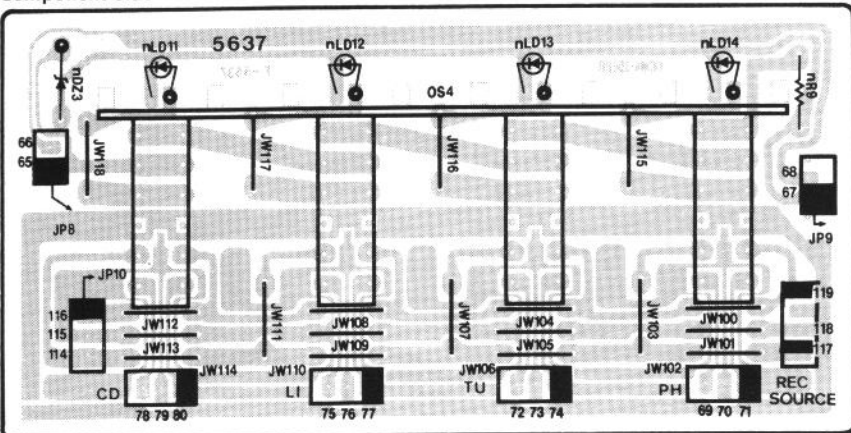 nLD11 5637 nLD12 nLD13 nLD14
nDZ3
OS4
nR9
66
65
JW118
JW117
JW116
JW115
68
67
JP8
JP9
JP10
116
115
114
JW112
JW113
JW114
JW111
JW108
JW109
JW110
JW107
JW104
JW105
JW106
JW103
JW100
JW101
JW102
119
118
117
CD
LI
TU
PH
REC
SOURCE
78 79 80
75 76 77
72 73 74
69 70 71